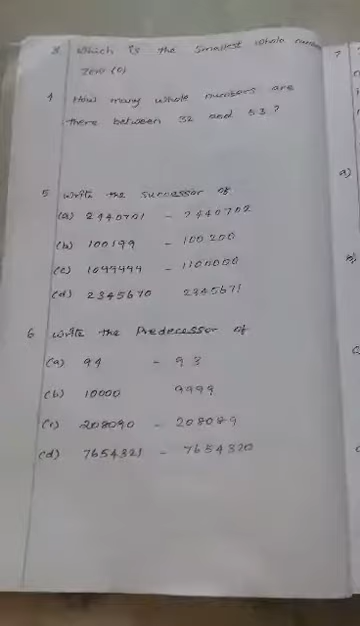 3 Which is the smallest whole number
zero (0)
4 How many whole numbers are
there between 32 and 53?
5 write the successor of
(a) 2440701 - 2440702
(b) 100199 - 100200
(c) 1099999 - 1100000
(d) 2345670 2345671
6 write the Predecessor of
(a) 94 - 93
(b) 10000 9999
(c) 208090 - 208089
(d) 7654321 - 7654320
7
a)